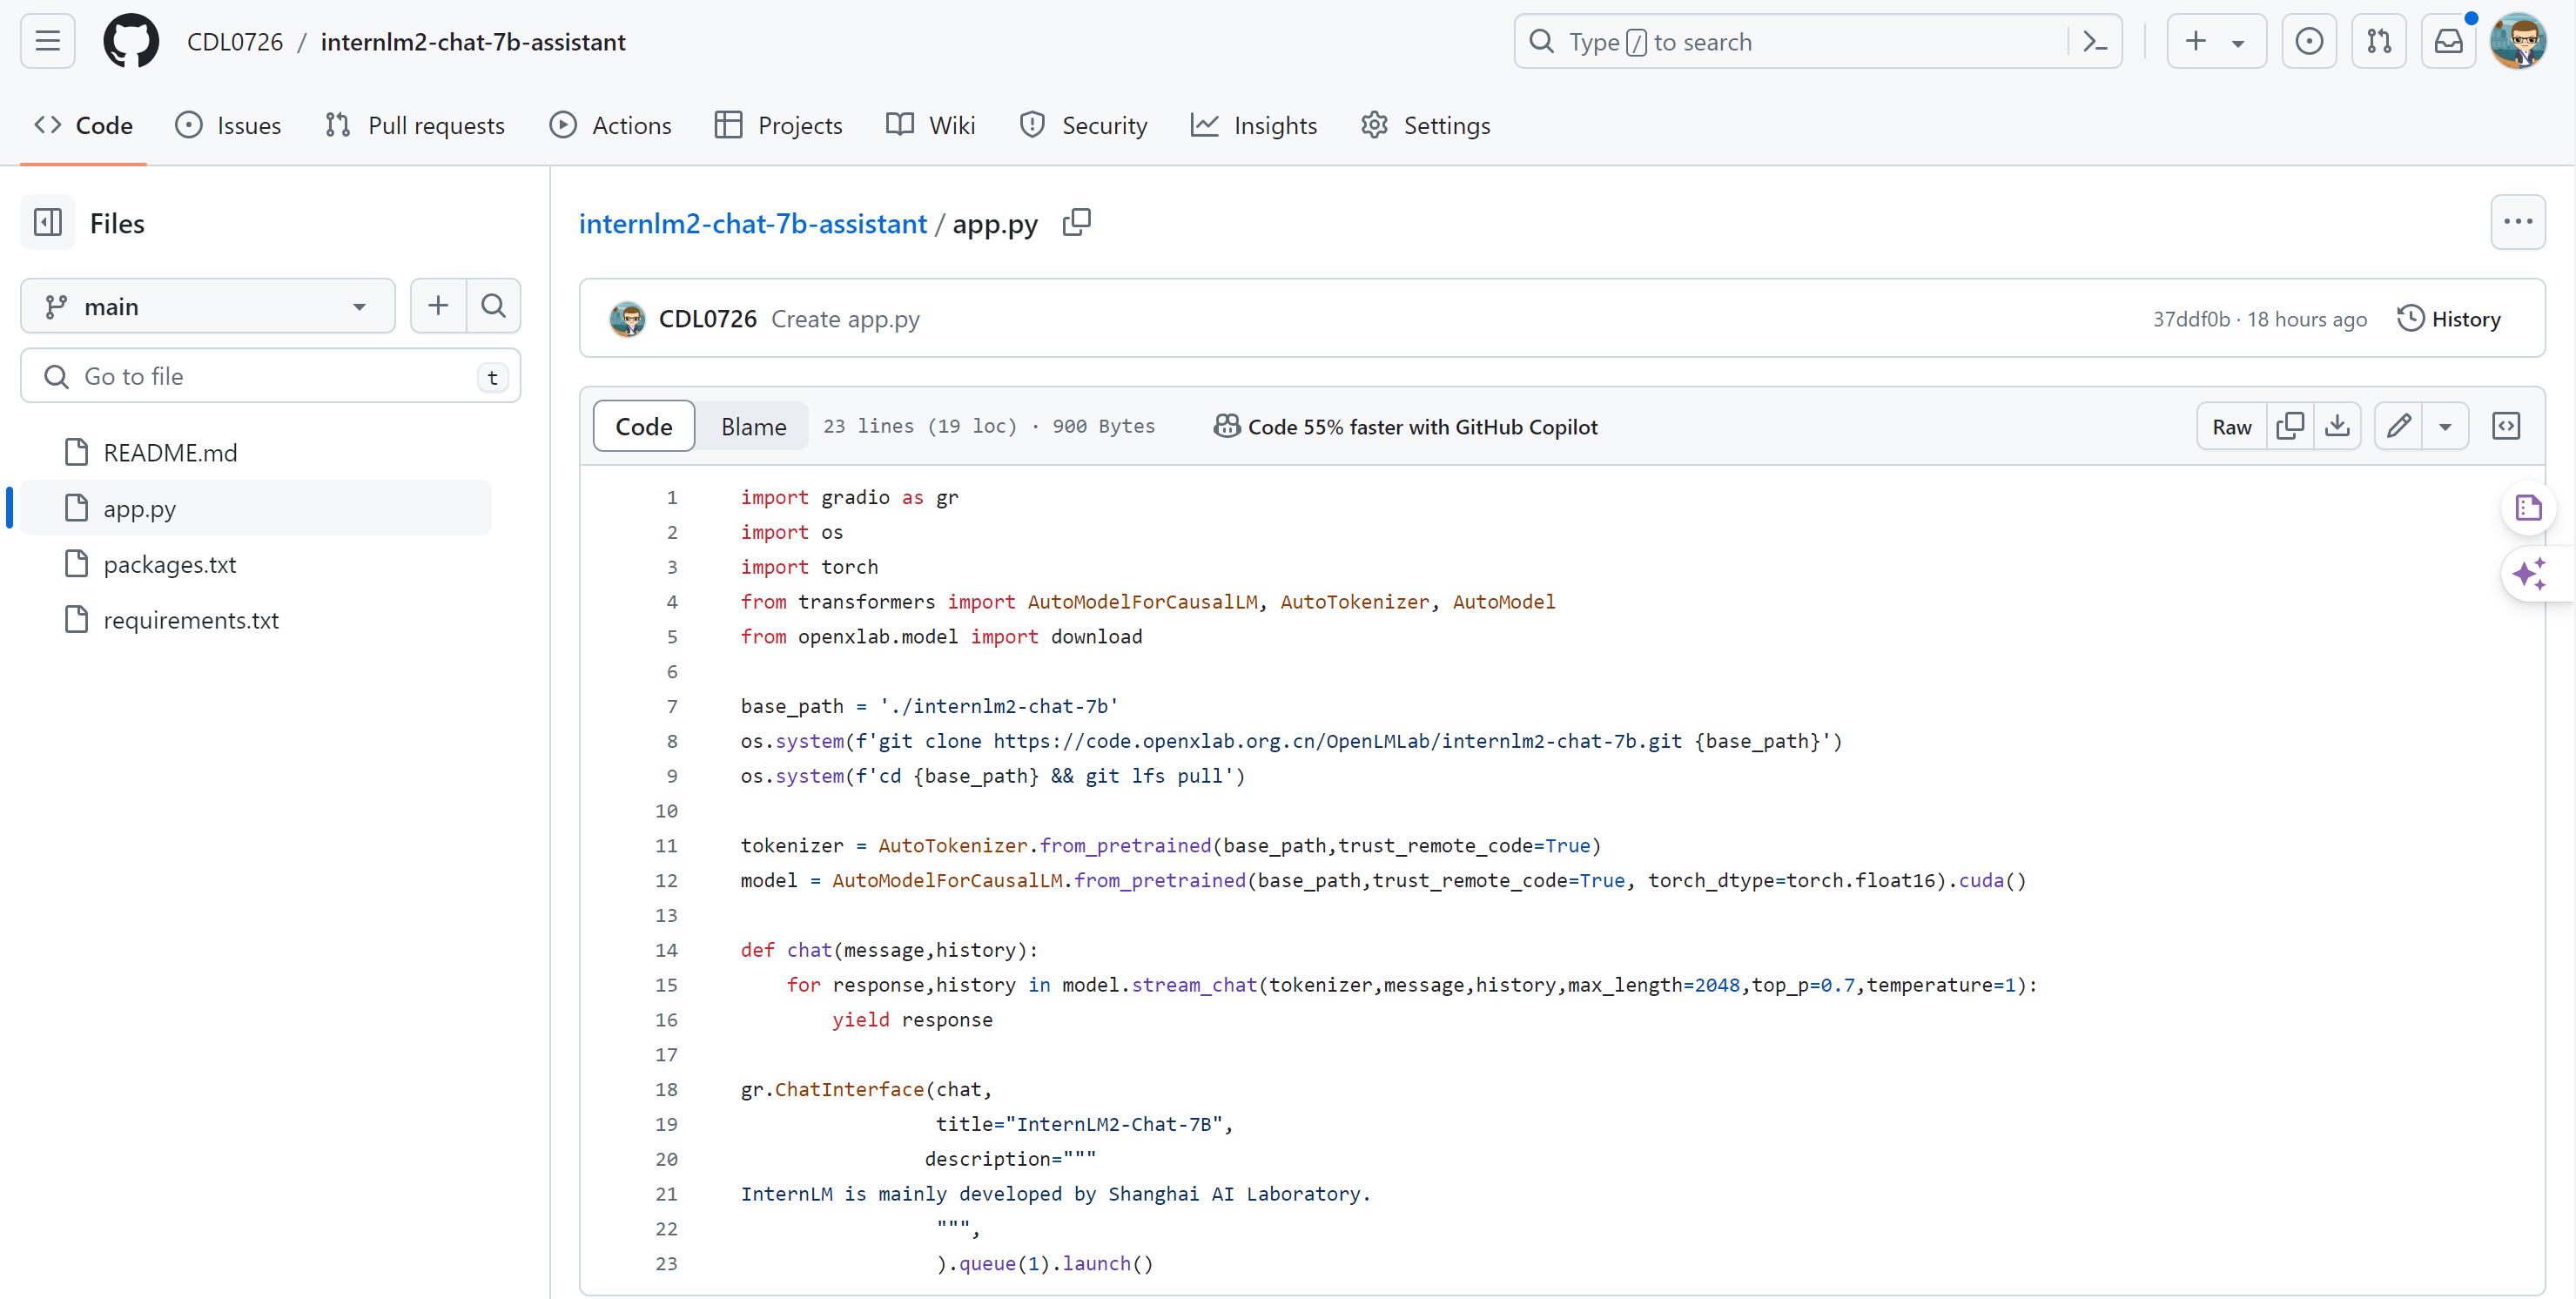 CDL0726 / internlm2-chat-7b-assistant
Type / to search
Code
Issues
Pull requests
Actions
Projects
Wiki
Security
Insights
Settings
Files
main
Go to file
t
README.md
app.py
packages.txt
requirements.txt
internlm2-chat-7b-assistant / app.py
CDL0726 Create app.py
37ddf0b · 18 hours ago
History
Code
Blame
23 lines (19 loc) · 900 Bytes
Code 55% faster with GitHub Copilot
Raw
1 import gradio as gr
2 import os
3 import torch
4 from transformers import AutoModelForCausalLM, AutoTokenizer, AutoModel
5 from openxlab.model import download
6
7 base_path = './internlm2-chat-7b'
8 os.system(f'git clone https://code.openxlab.org.cn/OpenLMLab/internlm2-chat-7b.git {base_path}')
9 os.system(f'cd {base_path} && git lfs pull')
10
11 tokenizer = AutoTokenizer.from_pretrained(base_path,trust_remote_code=True)
12 model = AutoModelForCausalLM.from_pretrained(base_path,trust_remote_code=True, torch_dtype=torch.float16).cuda()
13
14 def chat(message,history):
15     for response,history in model.stream_chat(tokenizer,message,history,max_length=2048,top_p=0.7,temperature=1):
16         yield response
17
18 gr.ChatInterface(chat,
19                  title="InternLM2-Chat-7B",
20                 description="""
21 InternLM is mainly developed by Shanghai AI Laboratory.
22                  """,
23                  ).queue(1).launch()